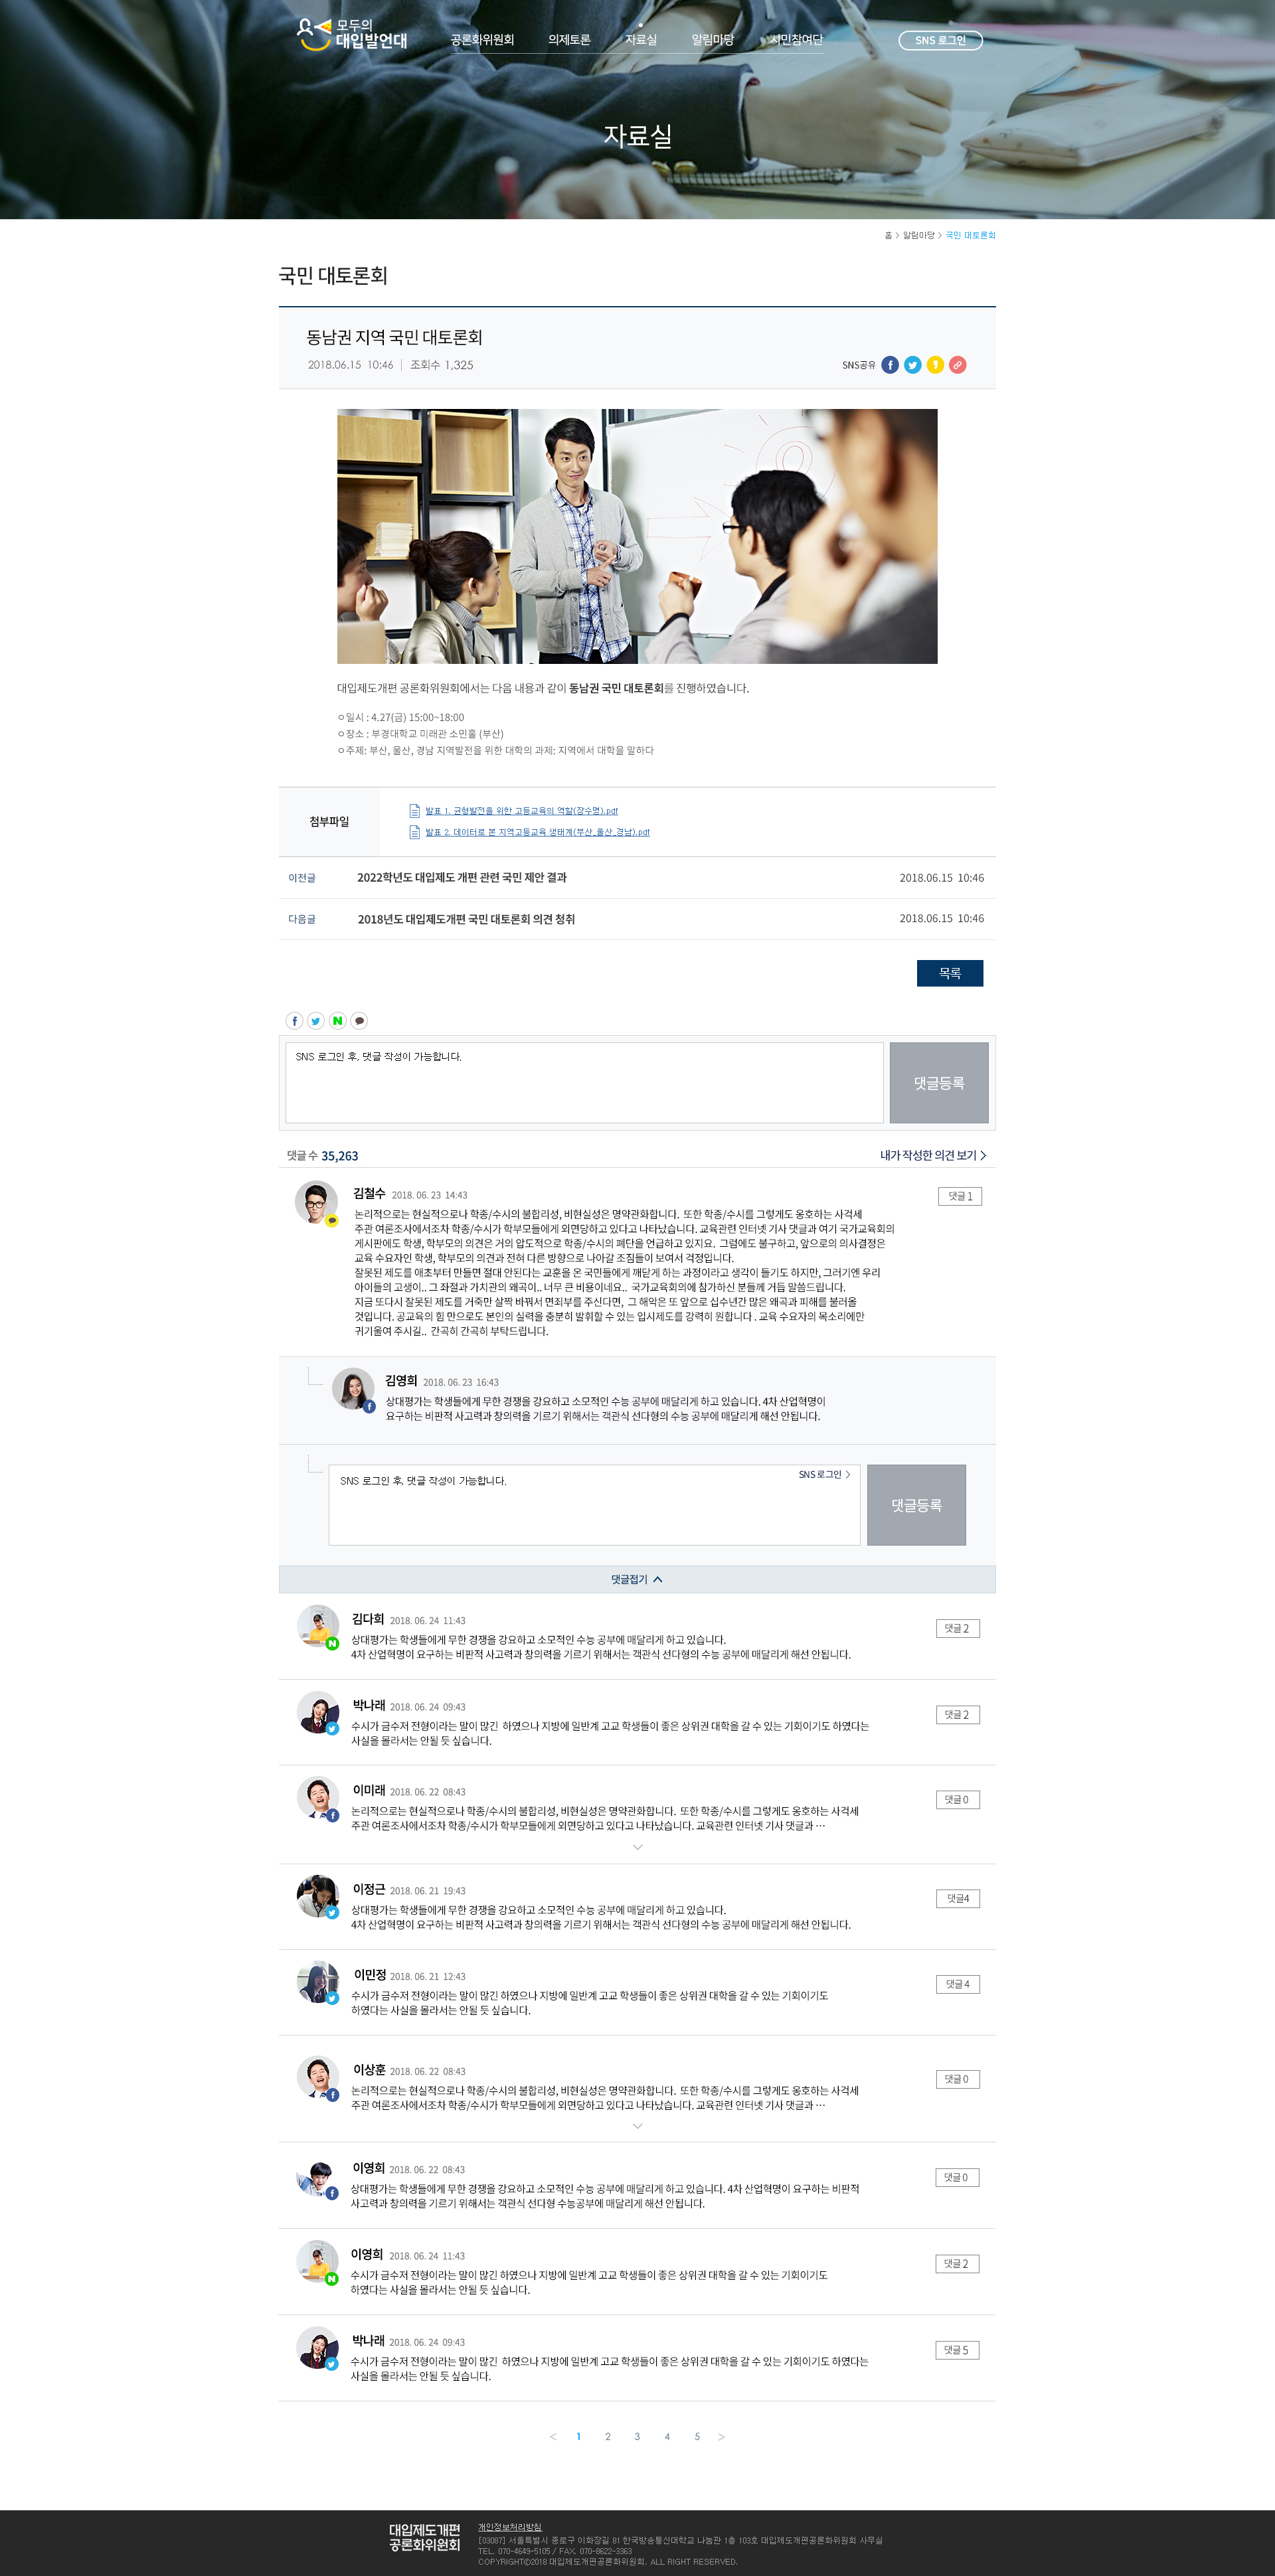 모두의
대입발언대
공론화위원회 의제토론 자료실 알림마당 시민참여단
SNS 로그인
자료실
홈 > 알림마당 > 국민 대토론회
국민 대토론회
동남권 지역 국민 대토론회
2018.06.15 10:46 | 조회수 1,325
SNS공유
대입제도개편 공론화위원회에서는 다음 내용과 같이 동남권 국민 대토론회를 진행하였습니다.
ㅇ일시 : 4.27(금) 15:00~18:00
ㅇ장소 : 부경대학교 미래관 소민홀 (부산)
ㅇ주제: 부산, 울산, 경남 지역발전을 위한 대학의 과제: 지역에서 대학을 말하다
첨부파일
발표 1. 균형발전을 위한 고등교육의 역할(장수명).pdf
발표 2. 데이터로 본 지역고등교육 생태계(부산_울산_경남).pdf
이전글 2022학년도 대입제도 개편 관련 국민 제안 결과 2018.06.15 10:46
다음글 2018년도 대입제도개편 국민 대토론회 의견 청취 2018.06.15 10:46
목록
SNS 로그인 후, 댓글 작성이 가능합니다.
댓글등록
댓글 수 35,263
내가 작성한 의견 보기 >
김철수 2018. 06. 23 14:43
댓글 1
논리적으로는 현실적으로나 학종/수시의 불합리성, 비현실성은 명약관화합니다. 또한 학종/수시를 그렇게도 옹호하는 사걱세
주관 여론조사에서조차 학종/수시가 학부모들에게 외면당하고 있다고 나타났습니다. 교육관련 인터넷 기사 댓글과 여기 국가교육회의
게시판에도 학생, 학부모의 의견은 거의 압도적으로 학종/수시의 폐단을 언급하고 있지요. 그럼에도 불구하고, 앞으로의 의사결정은
교육 수요자인 학생, 학부모의 의견과 전혀 다른 방향으로 나아갈 조짐들이 보여서 걱정입니다.
잘못된 제도를 애초부터 만들면 절대 안된다는 교훈을 온 국민들에게 깨닫게 하는 과정이라고 생각이 들기도 하지만, 그러기엔 우리
아이들의 고생이.. 그 좌절과 가치관의 왜곡이.. 너무 큰 비용이네요.. 국가교육회의에 참가하신 분들께 거듭 말씀드립니다.
지금 또다시 잘못된 제도를 거죽만 살짝 바꿔서 면죄부를 주신다면, 그 해악은 또 앞으로 십수년간 많은 왜곡과 피해를 불러올
것입니다. 공교육의 힘 만으로도 본인의 실력을 충분히 발휘할 수 있는 입시제도를 강력히 원합니다 . 교육 수요자의 목소리에만
귀기울여 주시길.. 간곡히 간곡히 부탁드립니다.
김영희 2018. 06. 23 16:43
상대평가는 학생들에게 무한 경쟁을 강요하고 소모적인 수능 공부에 매달리게 하고 있습니다. 4차 산업혁명이
요구하는 비판적 사고력과 창의력을 기르기 위해서는 객관식 선다형의 수능 공부에 매달리게 해선 안됩니다.
SNS 로그인 후, 댓글 작성이 가능합니다.
SNS 로그인 >
댓글등록
댓글접기
김다희 2018. 06. 24 11:43
댓글 2
상대평가는 학생들에게 무한 경쟁을 강요하고 소모적인 수능 공부에 매달리게 하고 있습니다.
4차 산업혁명이 요구하는 비판적 사고력과 창의력을 기르기 위해서는 객관식 선다형의 수능 공부에 매달리게 해선 안됩니다.
박나래 2018. 06. 24 09:43
댓글 2
수시가 금수저 전형이라는 말이 많긴 하였으나 지방에 일반계 고교 학생들이 좋은 상위권 대학을 갈 수 있는 기회이기도 하였다는
사실을 몰라서는 안될 듯 싶습니다.
이미래 2018. 06. 22 08:43
댓글 0
논리적으로는 현실적으로나 학종/수시의 불합리성, 비현실성은 명약관화합니다. 또한 학종/수시를 그렇게도 옹호하는 사걱세
주관 여론조사에서조차 학종/수시가 학부모들에게 외면당하고 있다고 나타났습니다. 교육관련 인터넷 기사 댓글과 …
이정근 2018. 06. 21 19:43
댓글4
상대평가는 학생들에게 무한 경쟁을 강요하고 소모적인 수능 공부에 매달리게 하고 있습니다.
4차 산업혁명이 요구하는 비판적 사고력과 창의력을 기르기 위해서는 객관식 선다형의 수능 공부에 매달리게 해선 안됩니다.
이민정 2018. 06. 21 12:43
댓글 4
수시가 금수저 전형이라는 말이 많긴 하였으나 지방에 일반계 고교 학생들이 좋은 상위권 대학을 갈 수 있는 기회이기도
하였다는 사실을 몰라서는 안될 듯 싶습니다.
이상훈 2018. 06. 22 08:43
댓글 0
논리적으로는 현실적으로나 학종/수시의 불합리성, 비현실성은 명약관화합니다. 또한 학종/수시를 그렇게도 옹호하는 사걱세
주관 여론조사에서조차 학종/수시가 학부모들에게 외면당하고 있다고 나타났습니다. 교육관련 인터넷 기사 댓글과 …
이영희 2018. 06. 22 08:43
댓글 0
상대평가는 학생들에게 무한 경쟁을 강요하고 소모적인 수능 공부에 매달리게 하고 있습니다. 4차 산업혁명이 요구하는 비판적
사고력과 창의력을 기르기 위해서는 객관식 선다형 수능공부에 매달리게 해선 안됩니다.
이영희 2018. 06. 24 11:43
댓글 2
수시가 금수저 전형이라는 말이 많긴 하였으나 지방에 일반계 고교 학생들이 좋은 상위권 대학을 갈 수 있는 기회이기도
하였다는 사실을 몰라서는 안될 듯 싶습니다.
박나래 2018. 06. 24 09:43
댓글 5
수시가 금수저 전형이라는 말이 많긴 하였으나 지방에 일반계 고교 학생들이 좋은 상위권 대학을 갈 수 있는 기회이기도 하였다는
사실을 몰라서는 안될 듯 싶습니다.
< 1 2 3 4 5 >
대입제도개편
공론화위원회
개인정보처리방침
[03087] 서울특별시 종로구 이화장길 81 한국방송통신대학교 나눔관 1층 103호 대입제도개편공론화위원회 사무실
TEL. 070-4649-5105 / FAX. 070-8622-3363
COPYRIGHT©2018 대입제도개편공론화위원회. ALL RIGHT RESERVED.